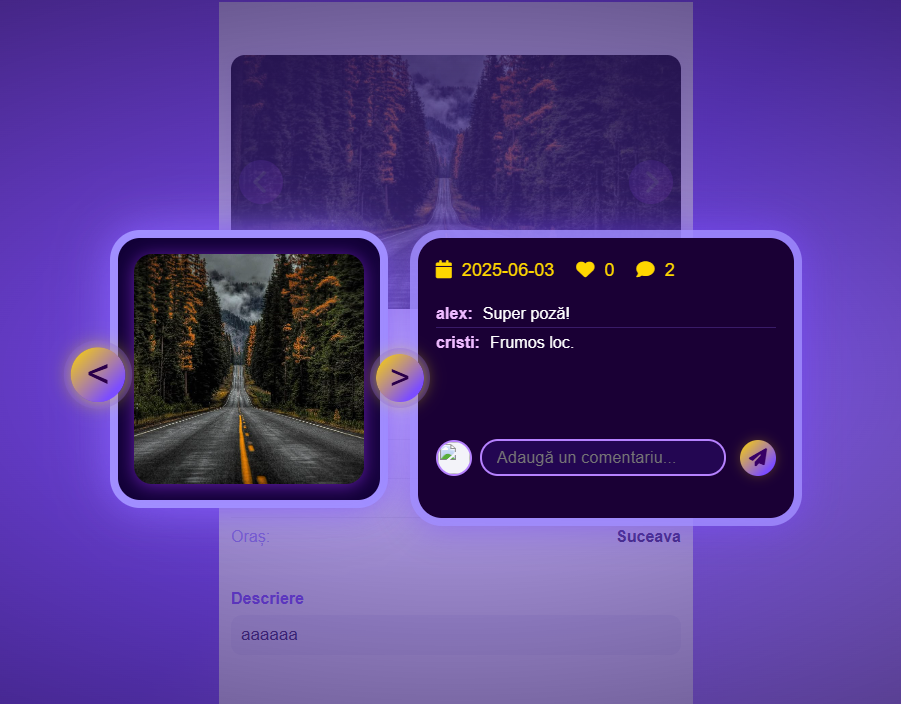 2025-06-03 0 2
alex: Super poză!
cristi: Frumos loc.
< >
Adaugă un comentariu...
Oraș: Suceava
Descriere
aaaaaa